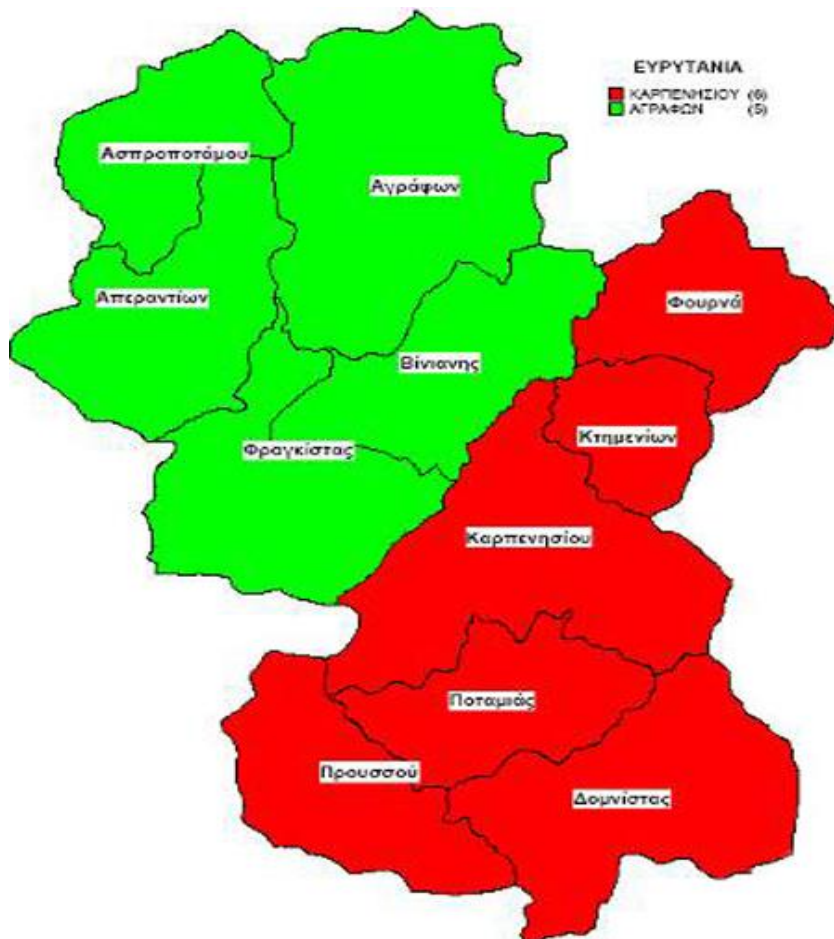 ΕΥΡΥΤΑΝΙΑ
ΚΑΡΠΕΝΗΣΙΟΥ (6)
ΑΓΡΑΦΩΝ (5)
Ασπροποτάμου
Αγράφων
Απεραντίων
Φουρνά
Βίνιανης
Κτημενίων
Φραγκίστας
Καρπενησίου
Ποταμιάς
Προυσσού
Δομνίστας